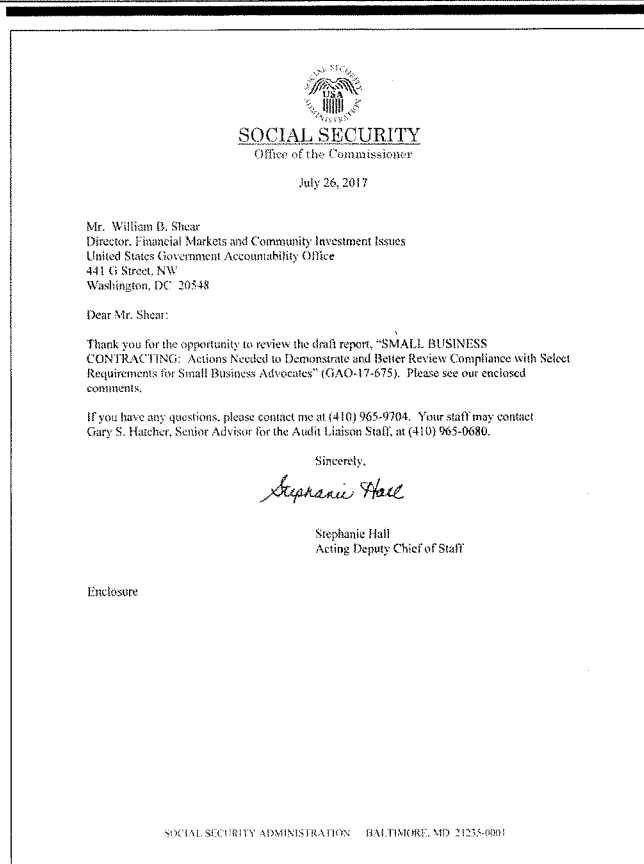 SOCIAL SECURITY
ADMINISTRATION
USA
SOCIAL SECURITY
Office of the Commissioner
July 26, 2017
Mr. William B. Shear
Director, Financial Markets and Community Investment Issues
United States Government Accountability Office
441 G Street, NW
Washington, DC 20548
Dear Mr. Shear:
Thank you for the opportunity to review the draft report, “SMALL BUSINESS
CONTRACTING: Actions Needed to Demonstrate and Better Review Compliance with Select
Requirements for Small Business Advocates” (GAO-17-675). Please see our enclosed
comments.
If you have any questions, please contact me at (410) 965-9704. Your staff may contact
Gary S. Hatcher, Senior Advisor for the Audit Liaison Staff, at (410) 965-0680.
Sincerely,
Stephanie Hall
Stephanie Hall
Acting Deputy Chief of Staff
Enclosure
SOCIAL SECURITY ADMINISTRATION BALTIMORE, MD 21235-0001